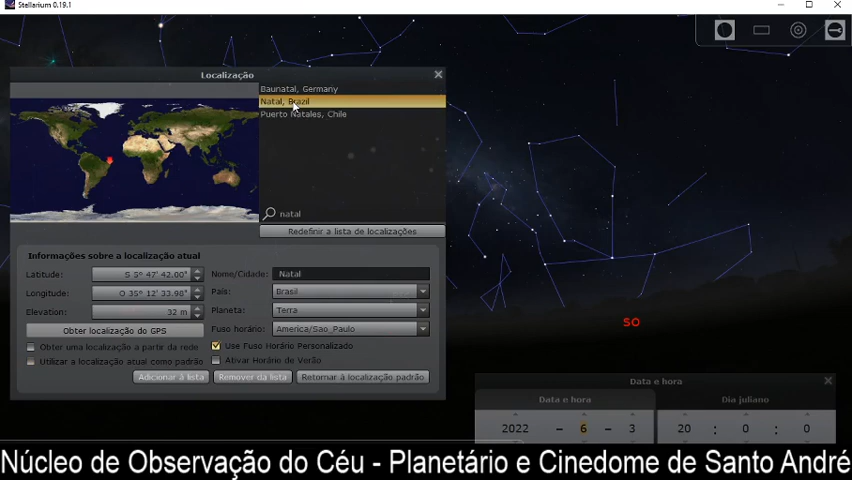 Stellarium 0.19.1
Localização
Baunatal, Germany
Natal, Brazil
Puerto Natales, Chile
natal
Redefinir a lista de localizações
Informações sobre a localização atual
Latitude: S 5° 47' 42.00"
Nome/Cidade: Natal
Longitude: O 35° 12' 33.98"
País: Brasil
Elevation: 32 m
Planeta: Terra
Obter localização do GPS
Fuso horário: America/Sao_Paulo
Obter uma localização a partir da rede
Use Fuso Horário Personalizado
Utilizar a localização atual como padrão
Ativar Horário de Verão
Adicionar à lista
Remover da lista
Retornar à localização padrão
SO
Data e hora
Data e hora
Dia juliano
2022 - 6 - 3
20 : 0 : 0
Núcleo de Observação do Céu - Planetário e Cinedome de Santo André